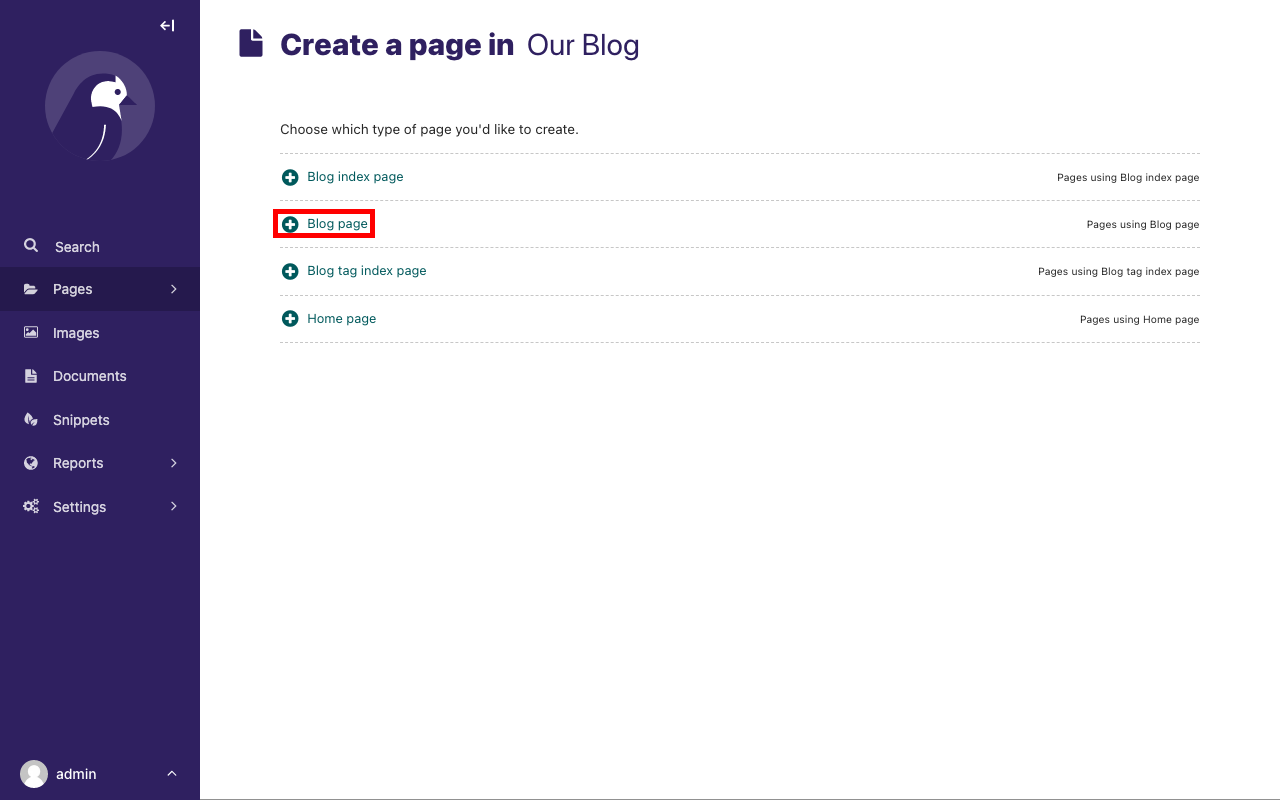 Create a page in Our Blog
Choose which type of page you'd like to create.
Blog index page Pages using Blog index page
Blog page Pages using Blog page
Blog tag index page Pages using Blog tag index page
Home page Pages using Home page
Search
Pages
Images
Documents
Snippets
Reports
Settings
admin